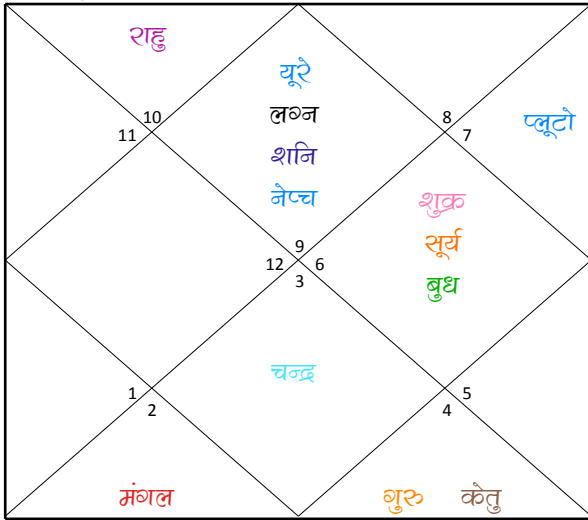 राहु
यूरे
लग्न
शनि
नेप्च
10
11
8
7
प्लूटो
शुक्र
सूर्य
बुध
9
12 6
3
चन्द्र
1
2
5
4
मंगल
गुरु केतु